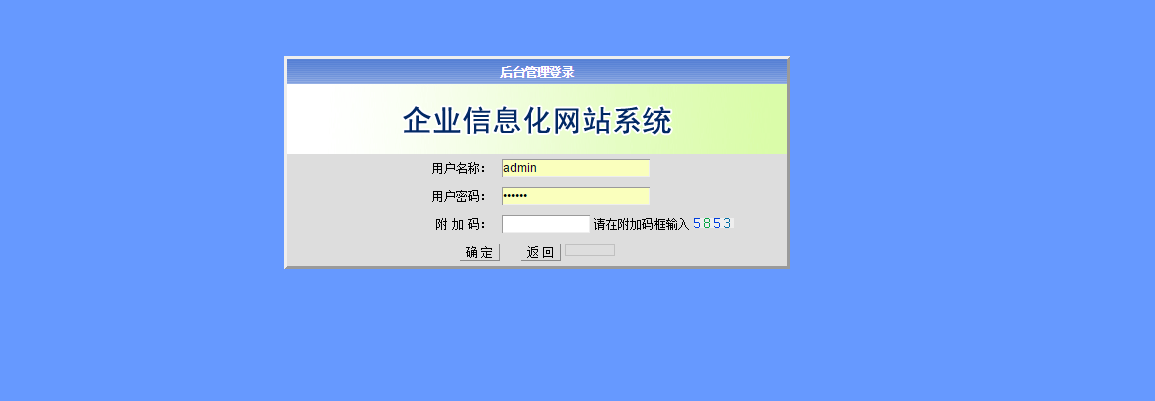 后台管理登录
企业信息化网站系统
用户名称： admin
用户密码： ••••••
附 加 码： 请在附加码框输入 5853
确 定 返 回